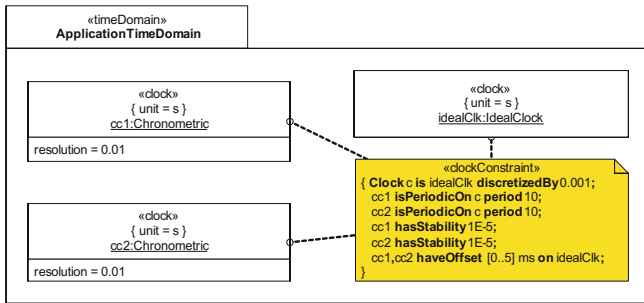 «timeDomain»
ApplicationTimeDomain
«clock»
{ unit = s }
cc1:Chronometric
resolution = 0.01
«clock»
{ unit = s }
idealClk:IdealClock
«clock»
{ unit = s }
cc2:Chronometric
resolution = 0.01
«clockConstraint»
{ Clock c is idealClk discretizedBy 0.001;
cc1 isPeriodicOn c period 10;
cc2 isPeriodicOn c period 10;
cc1 hasStability 1E-5;
cc2 hasStability 1E-5;
cc1,cc2 haveOffset [0..5] ms on idealClk;
}